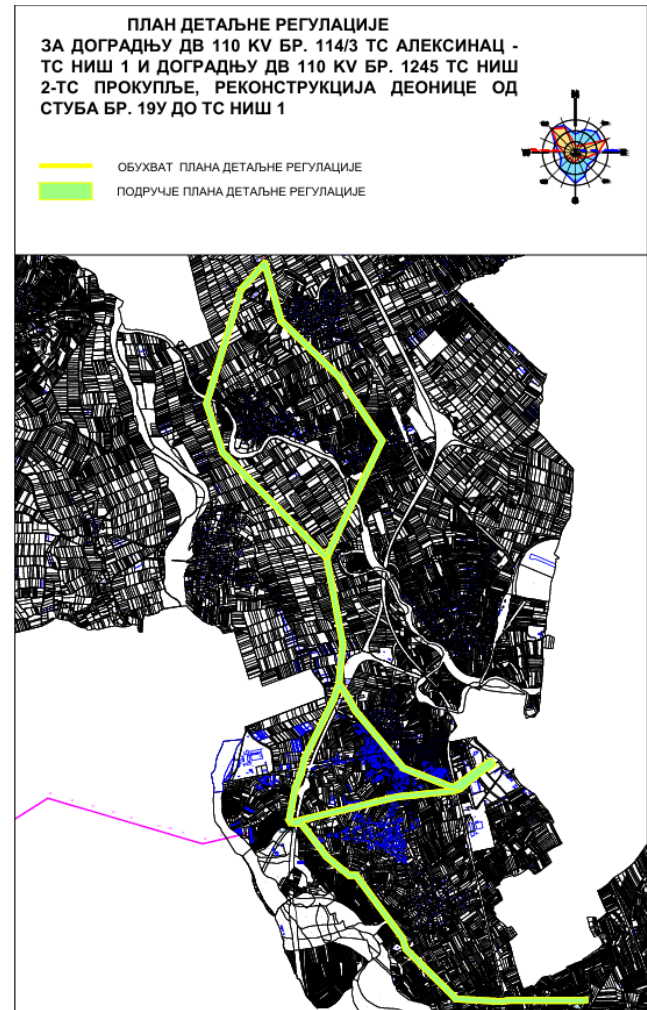 ПЛАН ДЕТАЉНЕ РЕГУЛАЦИЈЕ
ЗА ДОГРАДЊУ ДВ 110 KV БР. 114/3 ТС АЛЕКСИНАЦ -
ТС НИШ 1 И ДОГРАДЊУ ДВ 110 KV БР. 1245 ТС НИШ
2-ТС ПРОКУПЉЕ, РЕКОНСТРУКЦИЈА ДЕОНИЦЕ ОД
СТУБА БР. 19У ДО ТС НИШ 1
N
W
E
S
ОБУХВАТ ПЛАНА ДЕТАЉНЕ РЕГУЛАЦИЈЕ
ПОДРУЧЈЕ ПЛАНА ДЕТАЉНЕ РЕГУЛАЦИЈЕ